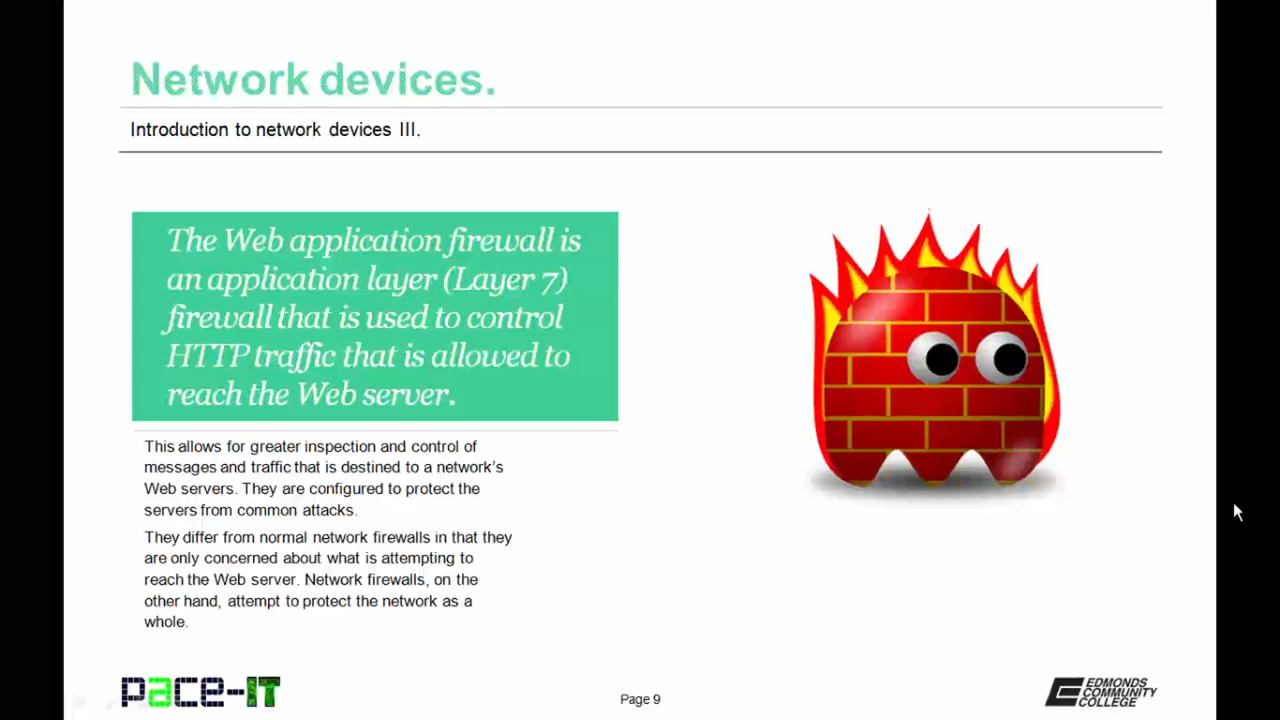 Network devices.
Introduction to network devices III.
The Web application firewall is
an application layer (Layer 7)
firewall that is used to control
HTTP traffic that is allowed to
reach the Web server.
This allows for greater inspection and control of
messages and traffic that is destined to a network's
Web servers. They are configured to protect the
servers from common attacks.
They differ from normal network firewalls in that they
are only concerned about what is attempting to
reach the Web server. Network firewalls, on the
other hand, attempt to protect the network as a
whole.
PACE-IT
Page 9
EDMONDS
COMMUNITY
COLLEGE